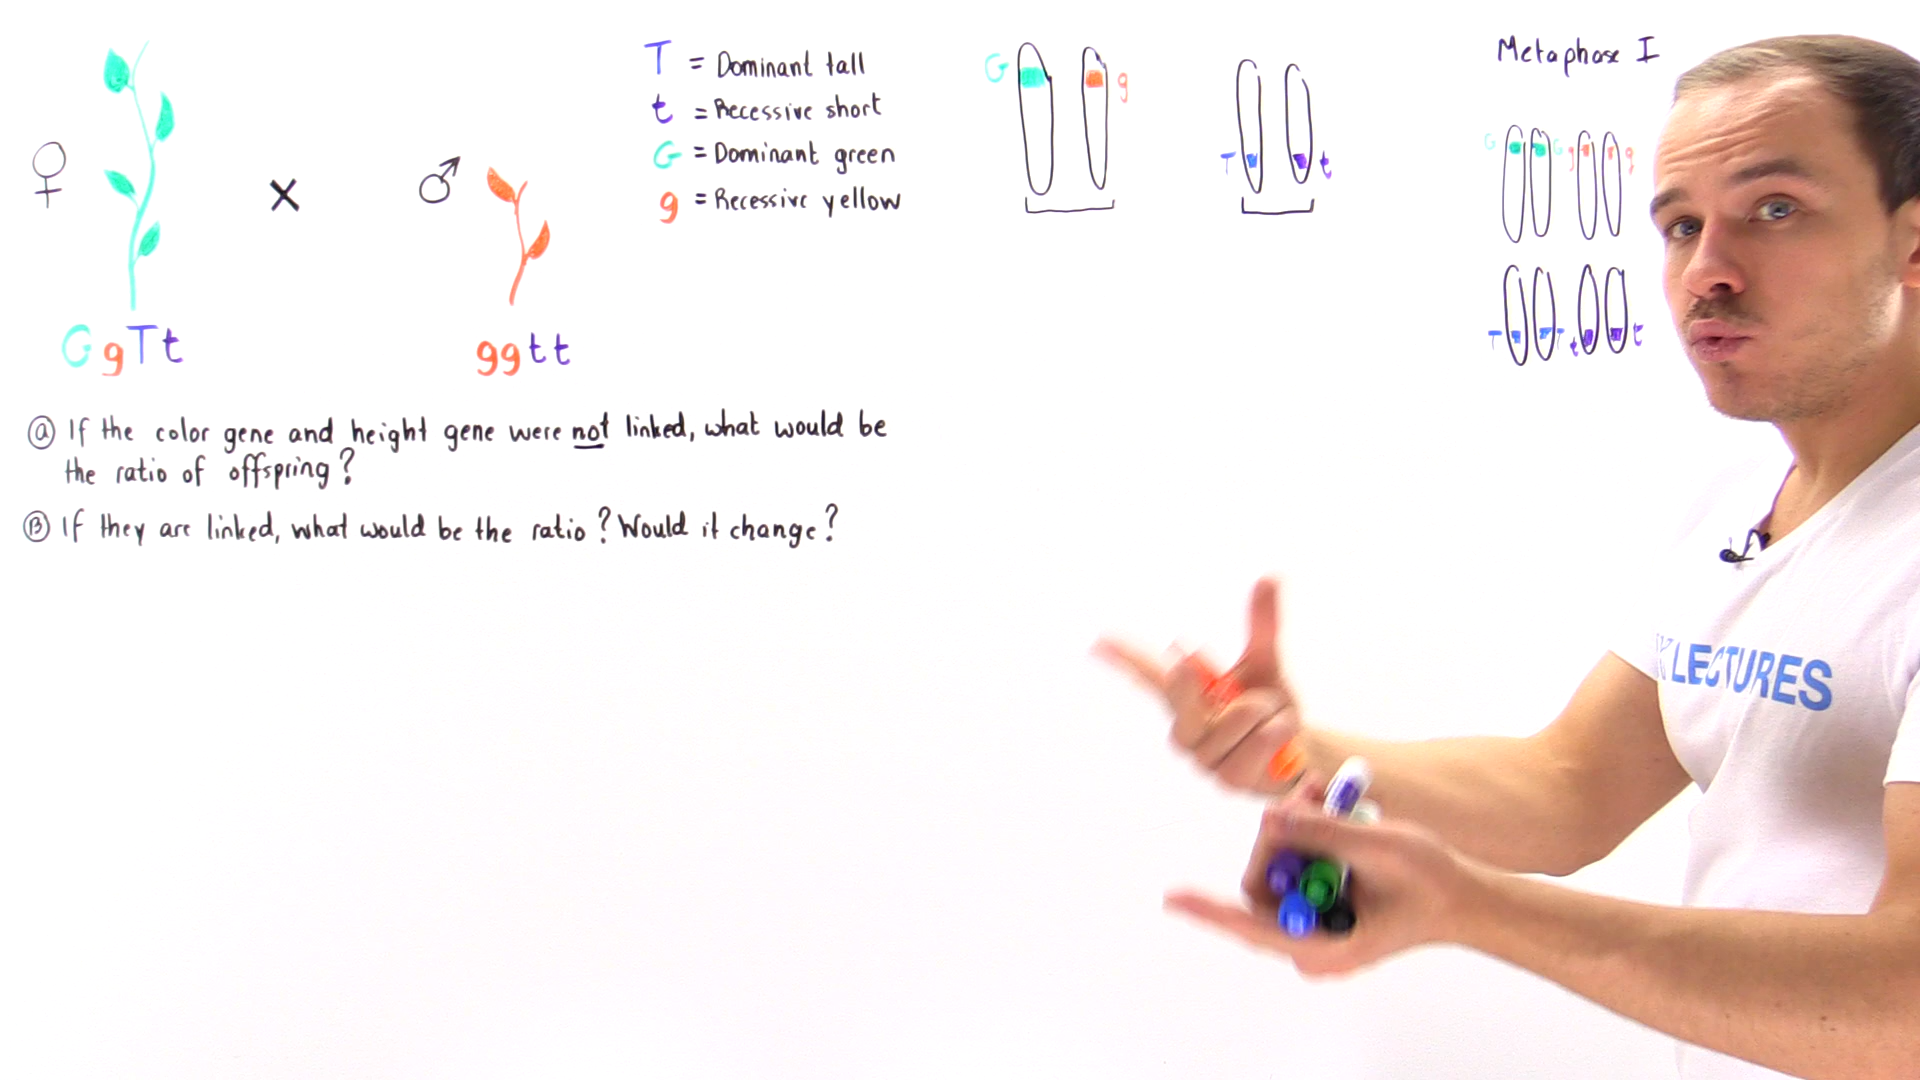 T = Dominant tall
t = Recessive short
G = Dominant green
g = Recessive yellow
GgTt
X
ggtt
Ⓐ If the color gene and height gene were not linked, what would be
the ratio of offspring?
Ⓑ If they are linked, what would be the ratio? Would it change?
G g
T t
Metaphase I
G G g g
T T t t
LECTURES